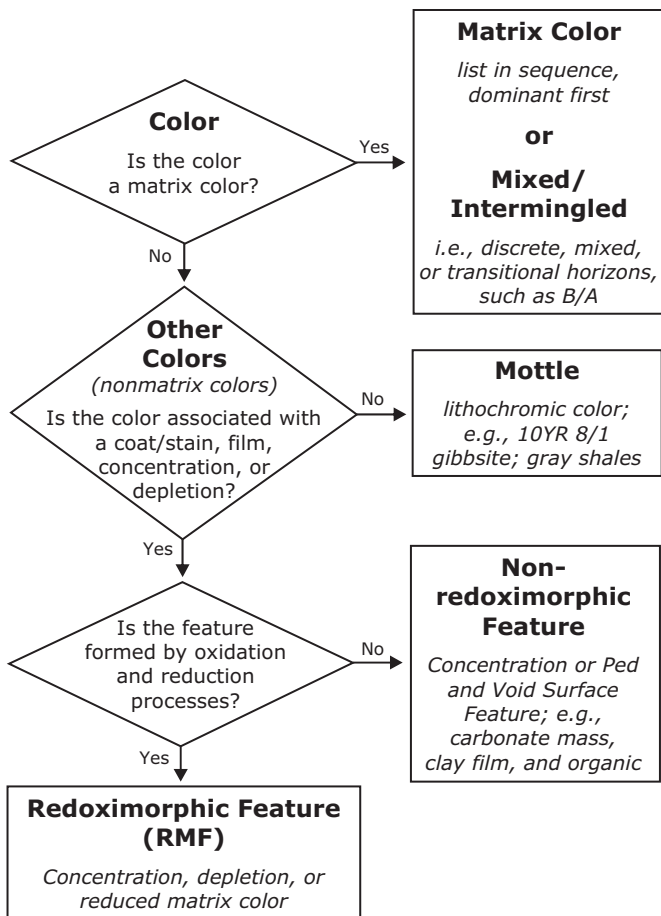 Color
Is the color
a matrix color?
Yes
Matrix Color
list in sequence,
dominant first
or
Mixed/
Intermingled
i.e., discrete, mixed,
or transitional horizons,
such as B/A
No
Other
Colors
(nonmatrix colors)
Is the color associated with
a coat/stain, film,
concentration, or
depletion?
No
Mottle
lithochromic color;
e.g., 10YR 8/1
gibbsite; gray shales
Yes
Is the feature
formed by oxidation
and reduction
processes?
No
Non-
redoximorphic
Feature
Concentration or Ped
and Void Surface
Feature; e.g.,
carbonate mass,
clay film, and organic
Yes
Redoximorphic Feature
(RMF)
Concentration, depletion, or
reduced matrix color